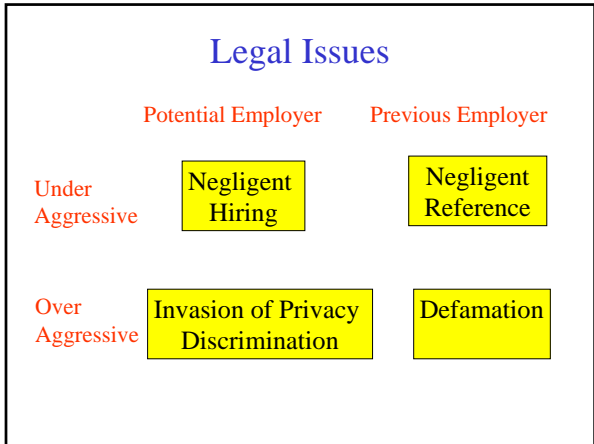 Legal Issues
Potential Employer Previous Employer
Under
Aggressive
Negligent
Hiring
Negligent
Reference
Over
Aggressive
Invasion of Privacy
Discrimination
Defamation